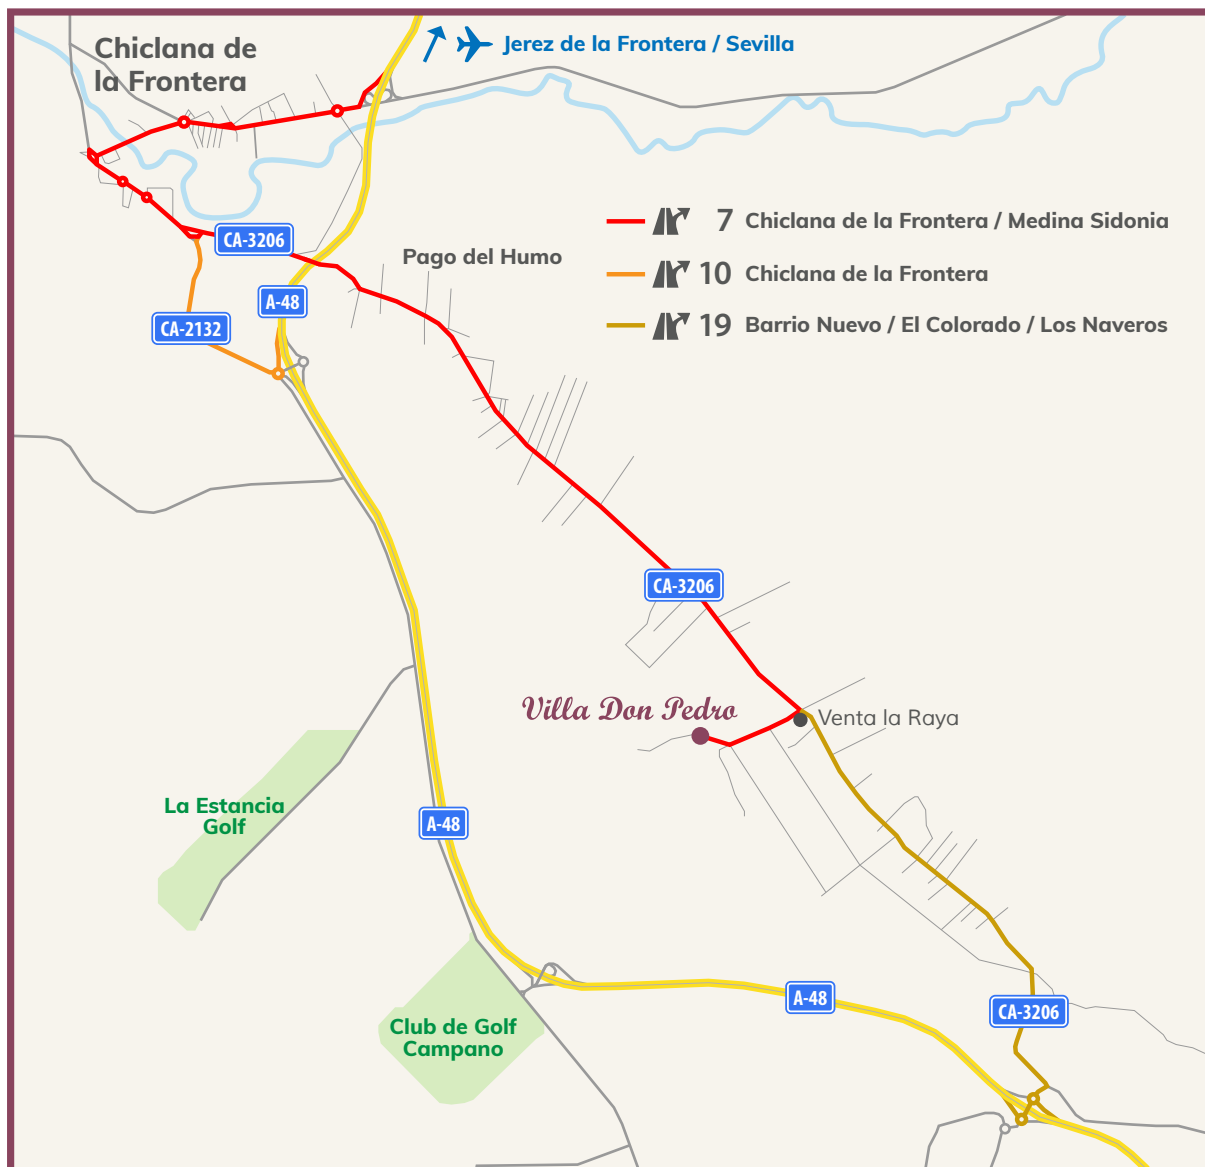 Chiclana de
la Frontera
Jerez de la Frontera / Sevilla
7 Chiclana de la Frontera / Medina Sidonia
CA-3206
Pago del Humo
10 Chiclana de la Frontera
A-48
CA-2132
19 Barrio Nuevo / El Colorado / Los Naveros
CA-3206
Villa Don Pedro
Venta la Raya
La Estancia
Golf
A-48
A-48
CA-3206
Club de Golf
Campano